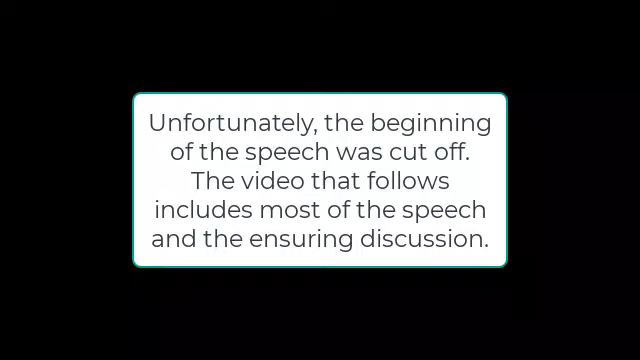 Unfortunately, the beginning
of the speech was cut off.
The video that follows
includes most of the speech
and the ensuring discussion.